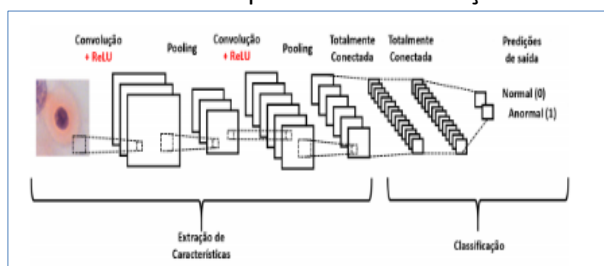 Convolução
+ ReLU
Pooling
Convolução
+ ReLU
Pooling
Totalmente
Conectada
Totalmente
Conectada
Predições
de saída
Normal (0)
Anormal (1)
Extração de
Características
Classificação